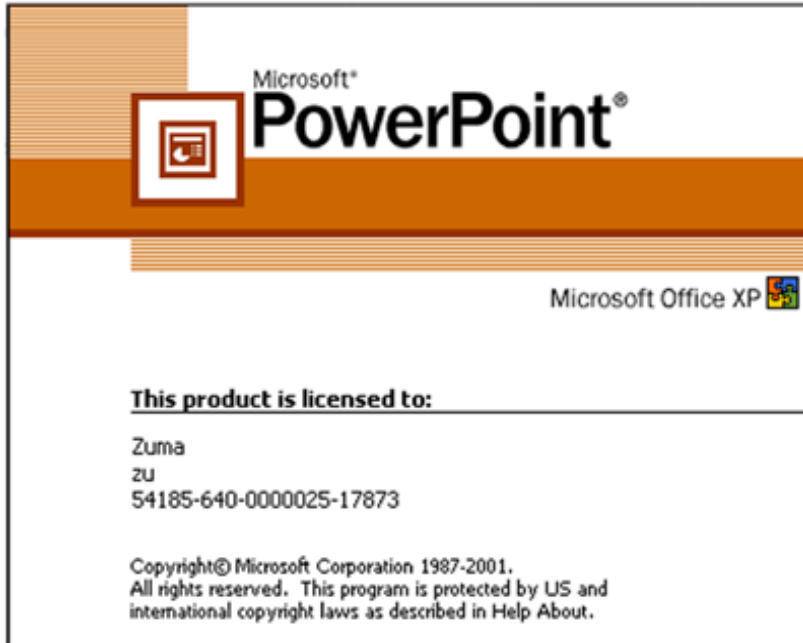 Microsoft®
PowerPoint®
Microsoft Office XP
This product is licensed to:
Zuma
zu
54185-640-0000025-17873
Copyright© Microsoft Corporation 1987-2001.
All rights reserved.  This program is protected by US and
international copyright laws as described in Help About.